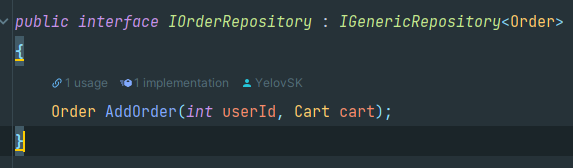 public interface IOrderRepository : IGenericRepository<Order>
{
1 usage 1 implementation YelovSK
Order AddOrder(int userId, Cart cart);
}